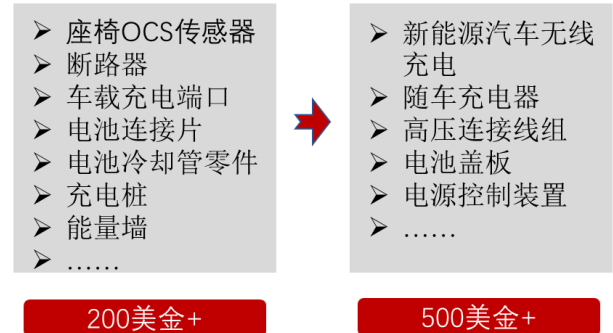 座椅OCS传感器
断路器
车载充电端口
电池连接片
电池冷却管零件
充电桩
能量墙
……
200美金+
新能源汽车无线
充电
随车充电器
高压连接线组
电池盖板
电源控制装置
……
500美金+